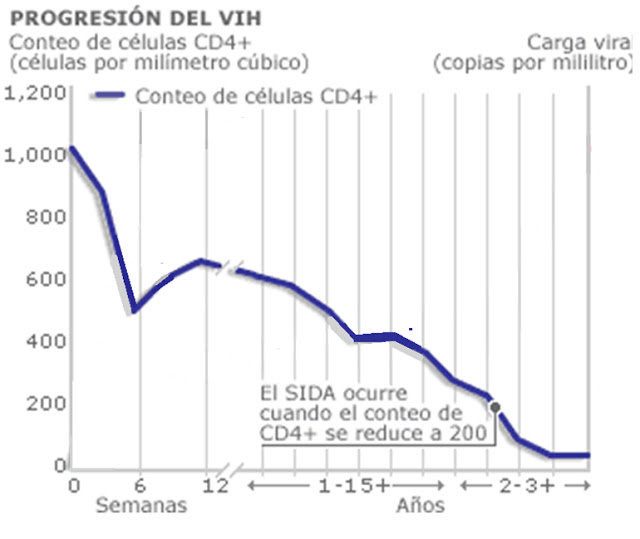 PROGRESIÓN DEL VIH
Conteo de células CD4+
(células por milímetro cúbico)
Carga viral
(copias por mililitro)
1,200
Conteo de células CD4+
1,000
800
600
400
200
0
El SIDA ocurre
cuando el conteo de
CD4+ se reduce a 200
0 6 12 1-15+ 2-3+
Semanas Años